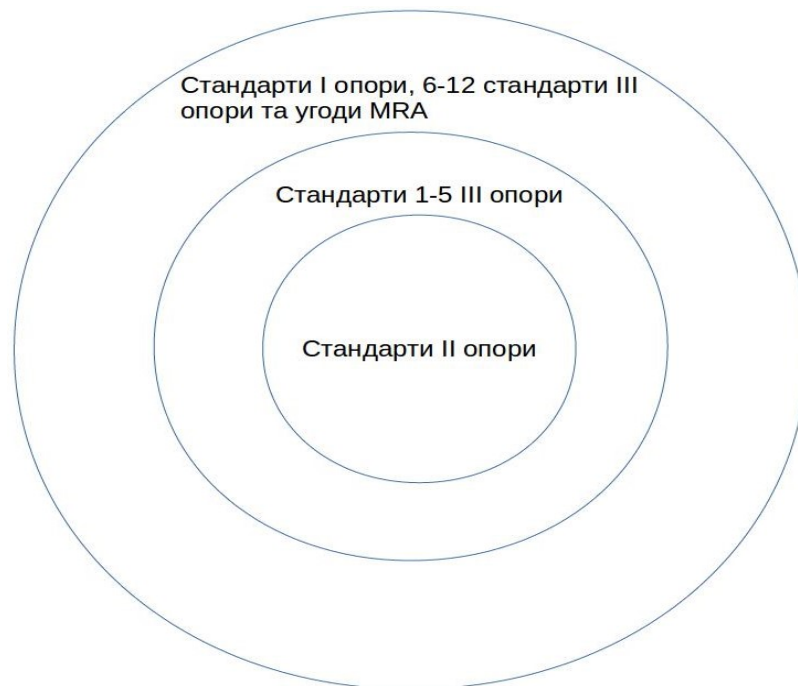 Стандарти I опори, 6-12 стандарти III
опори та угоди MRA
Стандарти 1-5 III опори
Стандарти II опори